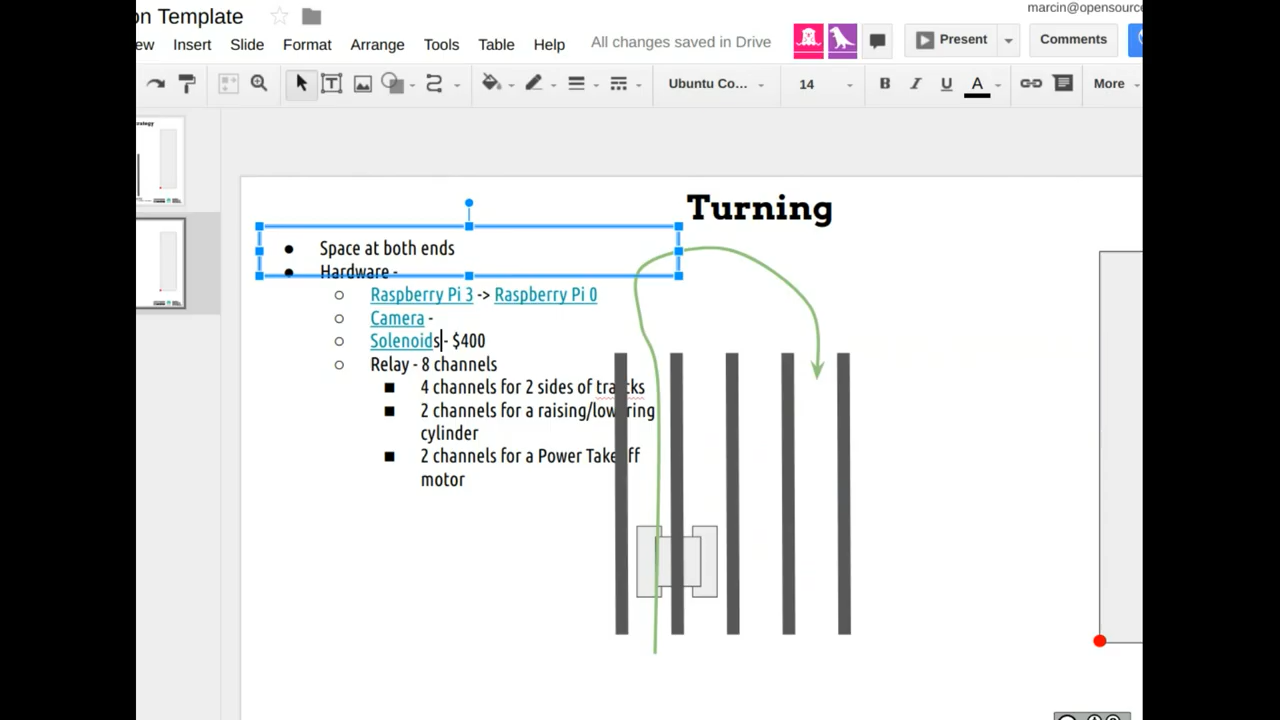 on Template
marcin@opensource
ew Insert Slide Format Arrange Tools Table Help All changes saved in Drive Present Comments
Ubuntu Co... 14 B I U A More
Turning
● Space at both ends
● Hardware -
○ Raspberry Pi 3 -> Raspberry Pi 0
○ Camera -
○ Solenoids - $400
○ Relay - 8 channels
■ 4 channels for 2 sides of tracks
■ 2 channels for a raising/lowering
cylinder
■ 2 channels for a Power Takeoff
motor